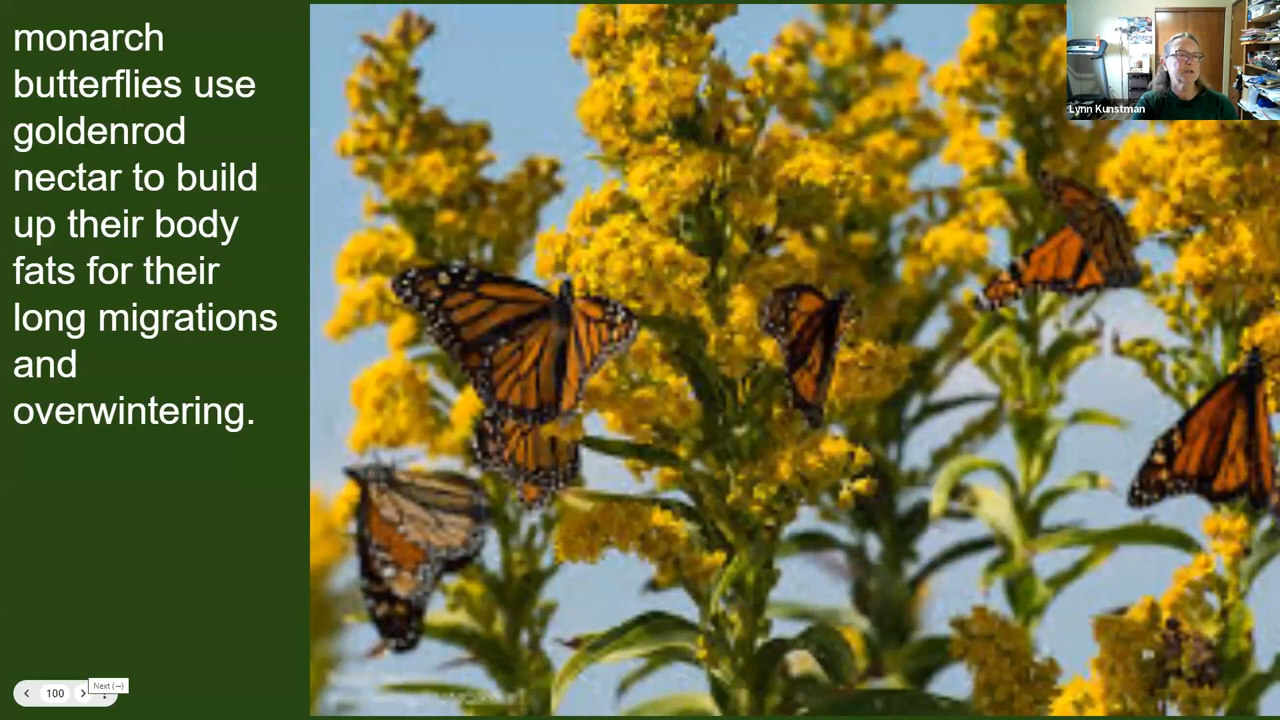 monarch
butterflies use
goldenrod
nectar to build
up their body
fats for their
long migrations
and
overwintering.
Lynn Kunstman
100
Next (→)